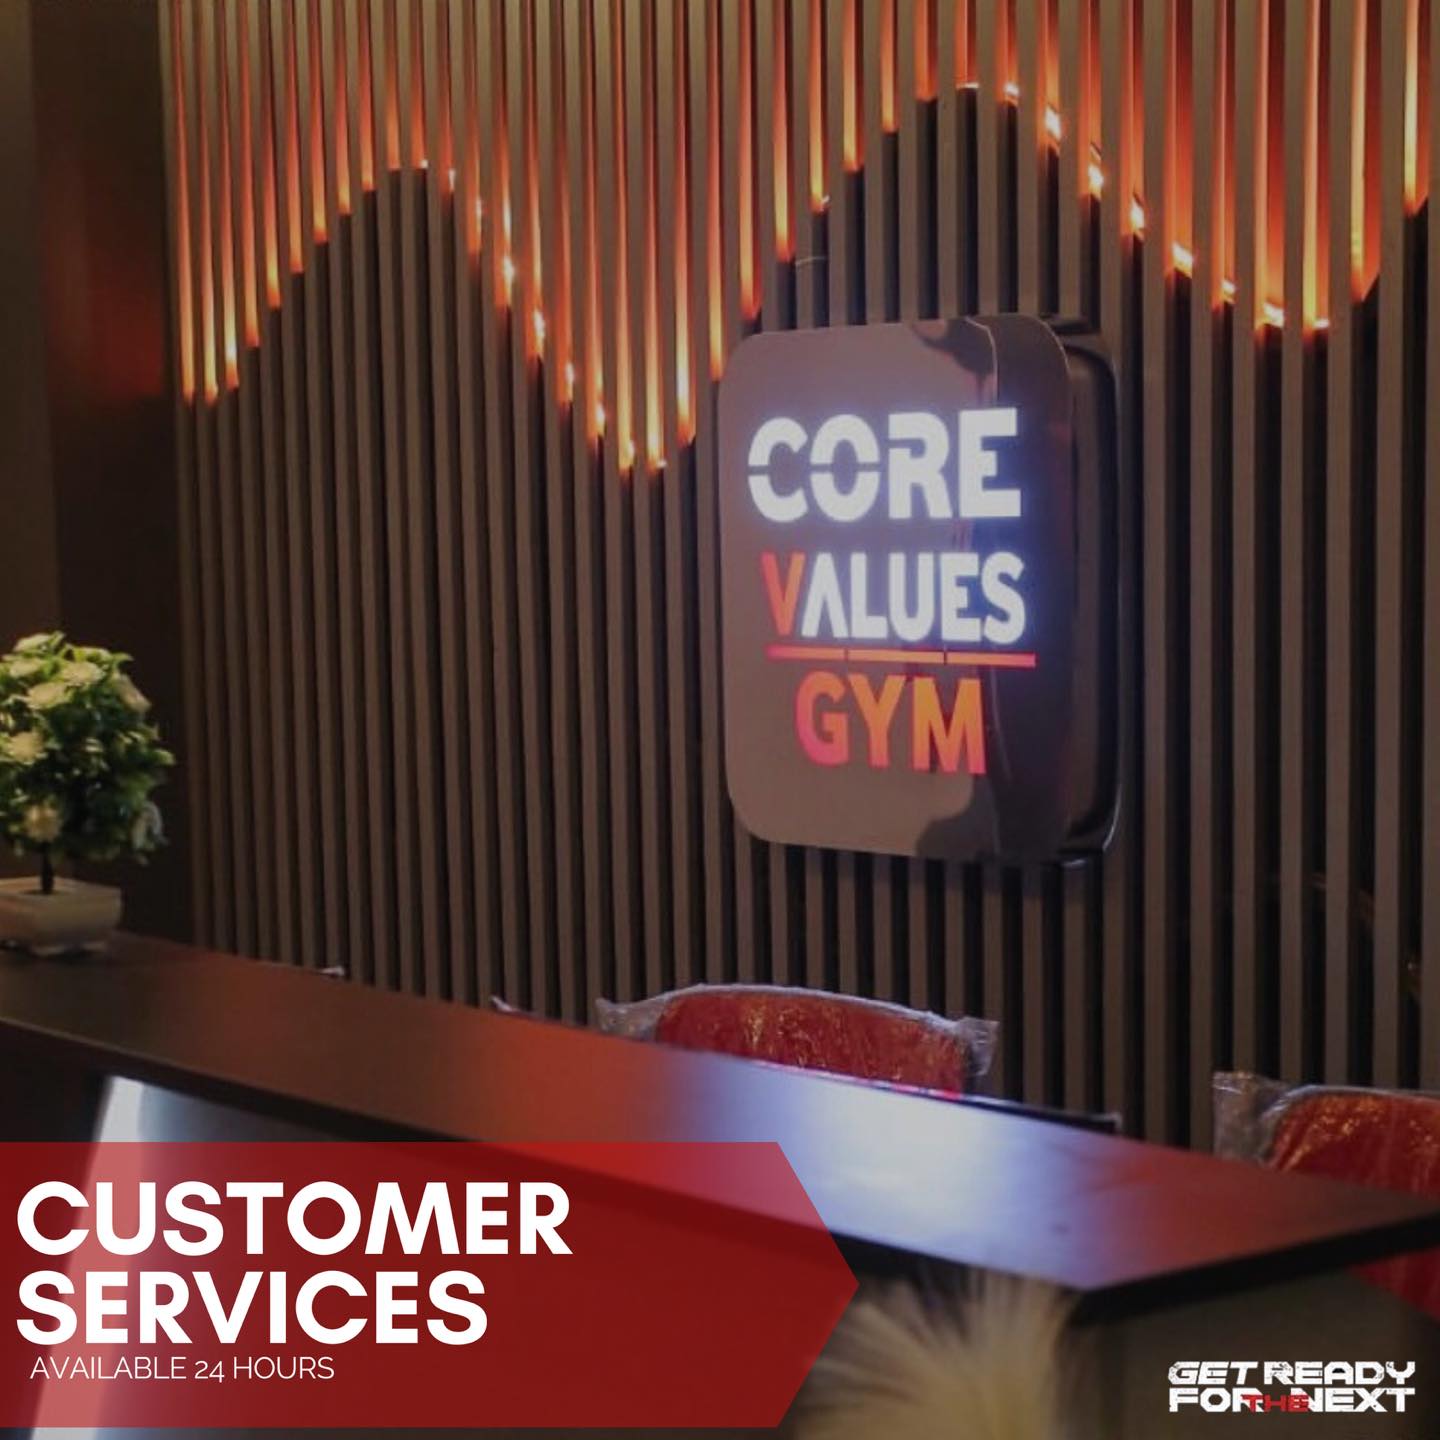 CORE
VALUES
GYM
CUSTOMER
SERVICES
AVAILABLE 24 HOURS
GET READY
FOR THE NEXT